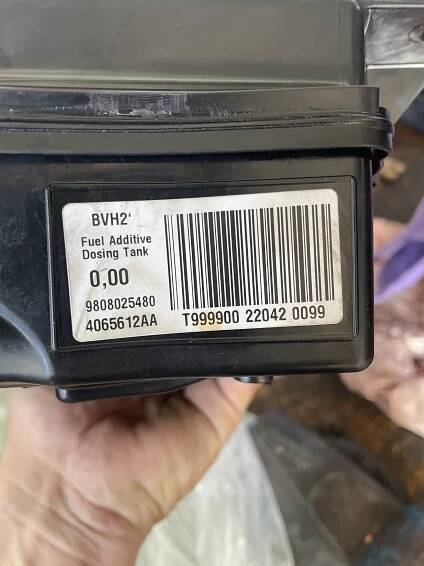 BVH2'
Fuel Additive
Dosing Tank
0,00
9808025480
4065612AA
T999900 22042 0099